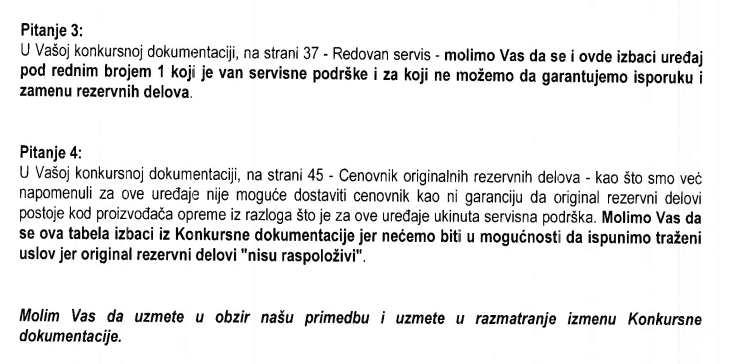 Pitanje 3:
U Vašoj konkursnoj dokumentaciji, na strani 37 - Redovan servis - molimo Vas da se i ovde izbaci uređaj
pod rednim brojem 1 koji je van servisne podrške i za koji ne možemo da garantujemo isporuku i
zamenu rezervnih delova.
Pitanje 4:
U Vašoj konkursnoj dokumentaciji, na strani 45 - Cenovnik originalnih rezervnih delova - kao što smo već
napomenuli za ove uređaje nije moguće dostaviti cenovnik kao ni garanciju da original rezervni delovi
postoje kod proizvođača opreme iz razloga što je za ove uređaje ukinuta servisna podrška. Molimo Vas da
se ova tabela izbaci iz Konkursne dokumentacije jer nećemo biti u mogućnosti da ispunimo traženi
uslov jer original rezervni delovi "nisu raspoloživi".
Molim Vas da uzmete u obzir našu primedbu i uzmete u razmatranje izmenu Konkursne
dokumentacije.